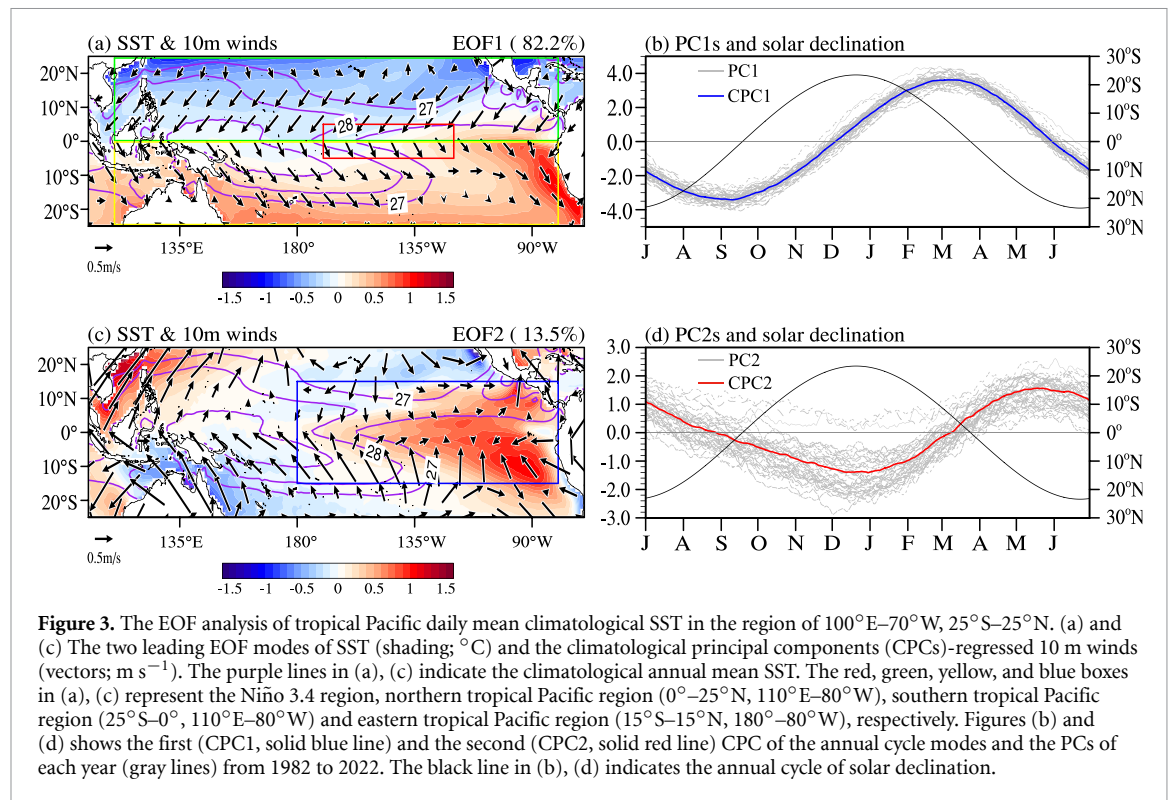 (a) SST & 10m winds EOF1 ( 82.2%)
20°N
10°N
0°
10°S
20°S
28
27
27
135°E 180° 135°W 90°W
0.5m/s
-1.5 -1 -0.5 0 0.5 1 1.5
(b) PC1s and solar declination
PC1
CPC1
4.0
2.0
0.0
-2.0
-4.0
30°S
20°S
10°S
0°
10°N
20°N
30°N
J A S O N D J F M A M J
(c) SST & 10m winds EOF2 ( 13.5%)
20°N
10°N
0°
10°S
20°S
27
28
27
135°E 180° 135°W 90°W
0.5m/s
-1.5 -1 -0.5 0 0.5 1 1.5
(d) PC2s and solar declination
PC2
CPC2
3.0
2.0
1.0
0.0
-1.0
-2.0
-3.0
30°S
20°S
10°S
0°
10°N
20°N
30°N
J A S O N D J F M A M J
Figure 3. The EOF analysis of tropical Pacific daily mean climatological SST in the region of 100°E–70°W, 25°S–25°N. (a) and
(c) The two leading EOF modes of SST (shading; °C) and the climatological principal components (CPCs)-regressed 10 m winds
(vectors; m s⁻¹). The purple lines in (a), (c) indicate the climatological annual mean SST. The red, green, yellow, and blue boxes
in (a), (c) represent the Niño 3.4 region, northern tropical Pacific region (0°–25°N, 110°E–80°W), southern tropical Pacific
region (25°S–0°, 110°E–80°W) and eastern tropical Pacific region (15°S–15°N, 180°–80°W), respectively. Figures (b) and
(d) shows the first (CPC1, solid blue line) and the second (CPC2, solid red line) CPC of the annual cycle modes and the PCs of
each year (gray lines) from 1982 to 2022. The black line in (b), (d) indicates the annual cycle of solar declination.